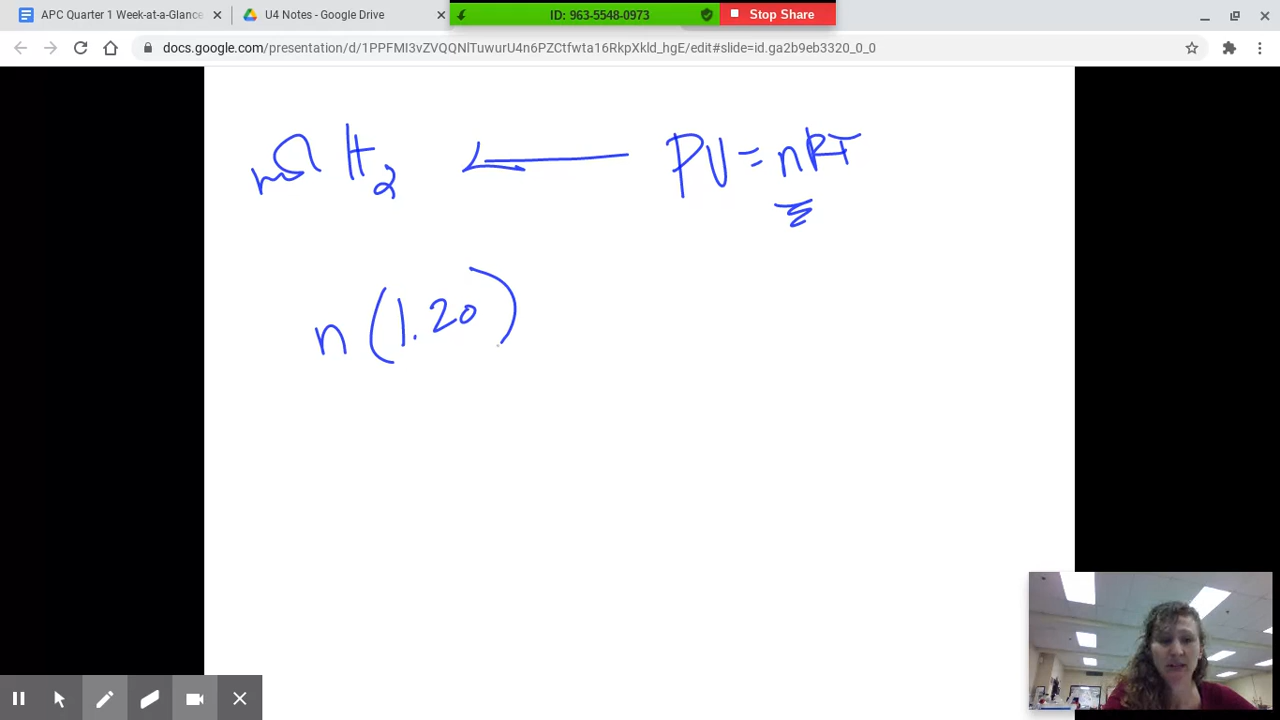 APC Quarter 1 Week-at-a-Glance
U4 Notes - Google Drive
ID: 963-5548-0973
Stop Share
docs.google.com/presentation/d/1PPFMI3vZVQQNlTuwurU4n6PZCtfwta16RkpXkld_hgE/edit#slide=id.ga2b9eb3320_0_0
mol H2 ← PV = nRT
n (1.20)